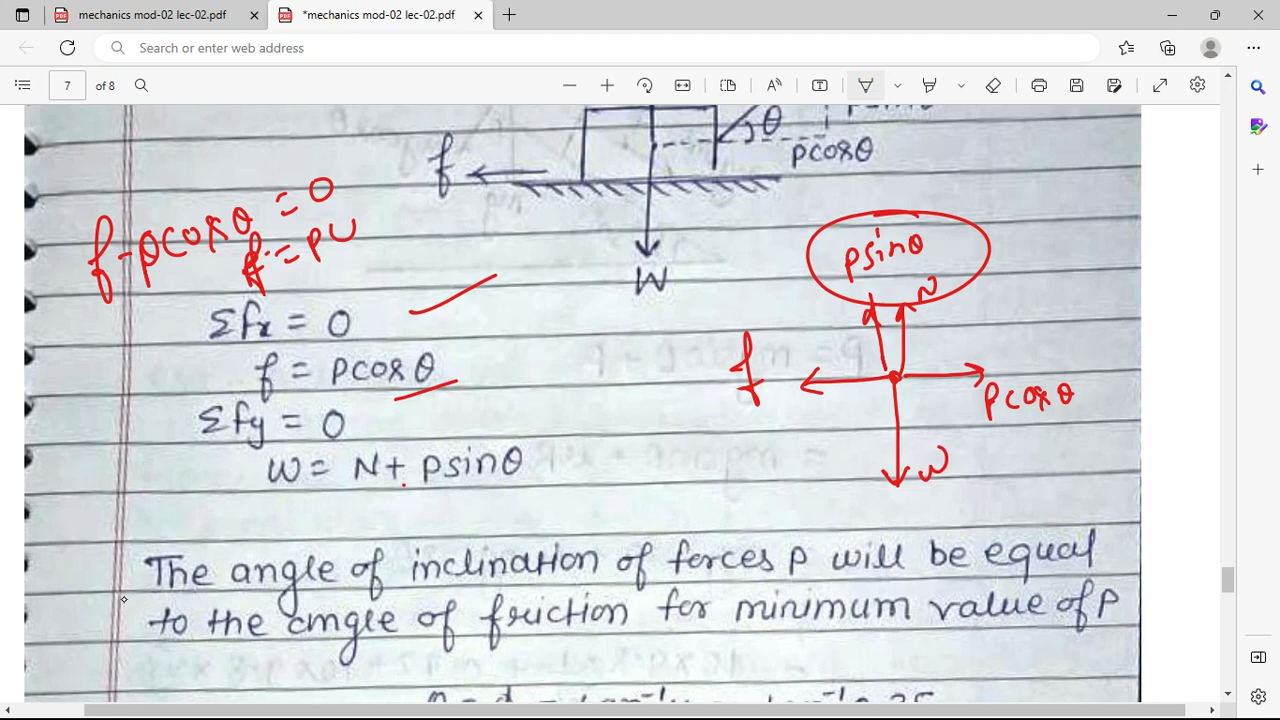 mechanics mod-02 lec-02.pdf
*mechanics mod-02 lec-02.pdf
Search or enter web address
7 of 8
θ
pcosθ
f
W
f-pcosθ = 0
f = P
Σfx = 0
f = pcosθ
Σfy = 0
W = N + psinθ
psinθ
N
f
pcosθ
W
The angle of inclination of forces P will be equal
to the angle of friction for minimum value of P